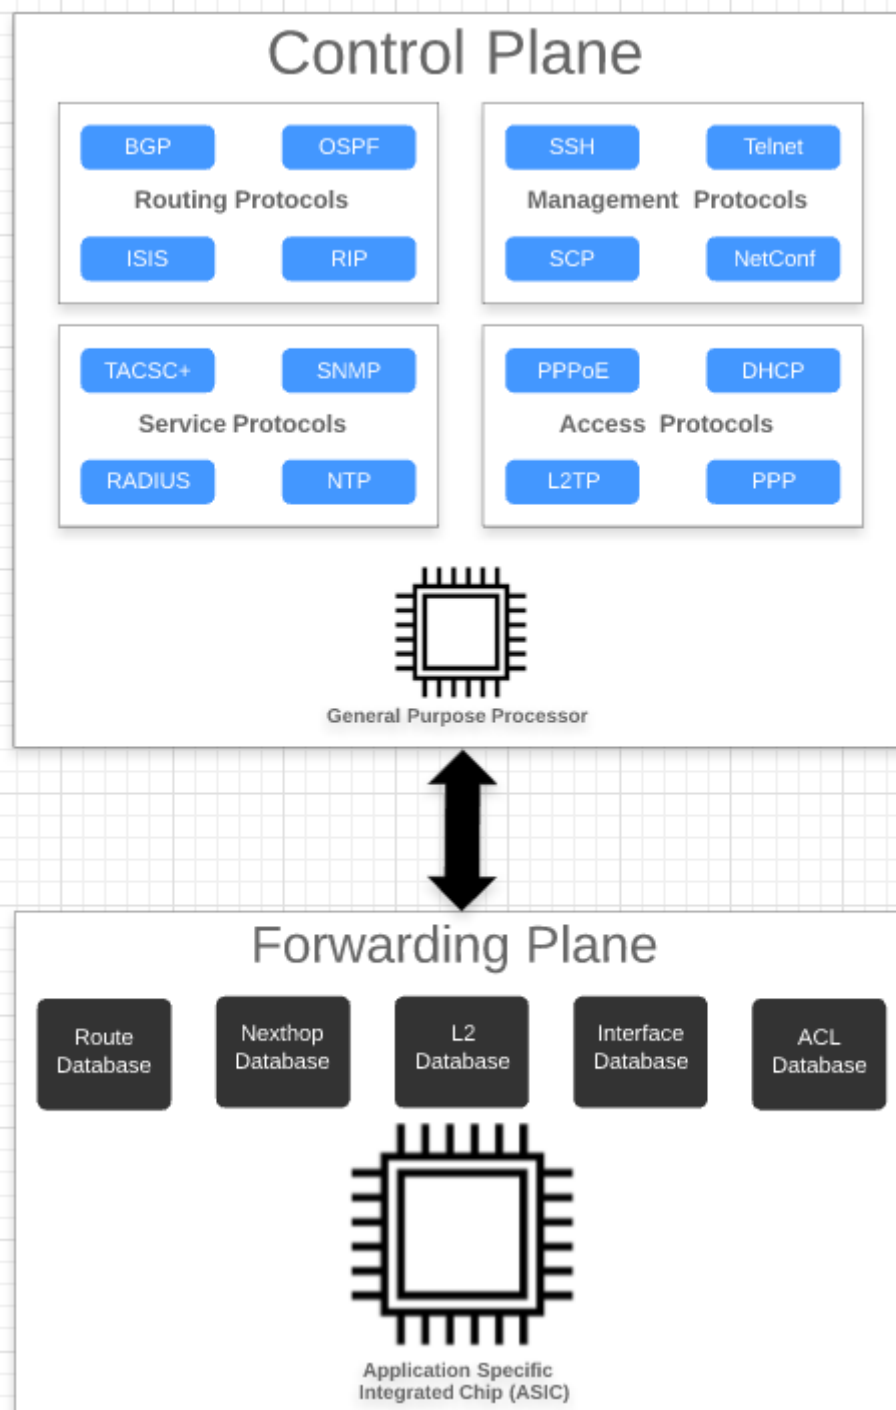 Control Plane
BGP
OSPF
Routing Protocols
ISIS
RIP
SSH
Telnet
Management Protocols
SCP
NetConf
TACSC+
SNMP
Service Protocols
RADIUS
NTP
PPPoE
DHCP
Access Protocols
L2TP
PPP
General Purpose Processor
Forwarding Plane
Route
Database
Nexthop
Database
L2
Database
Interface
Database
ACL
Database
Application Specific
Integrated Chip (ASIC)